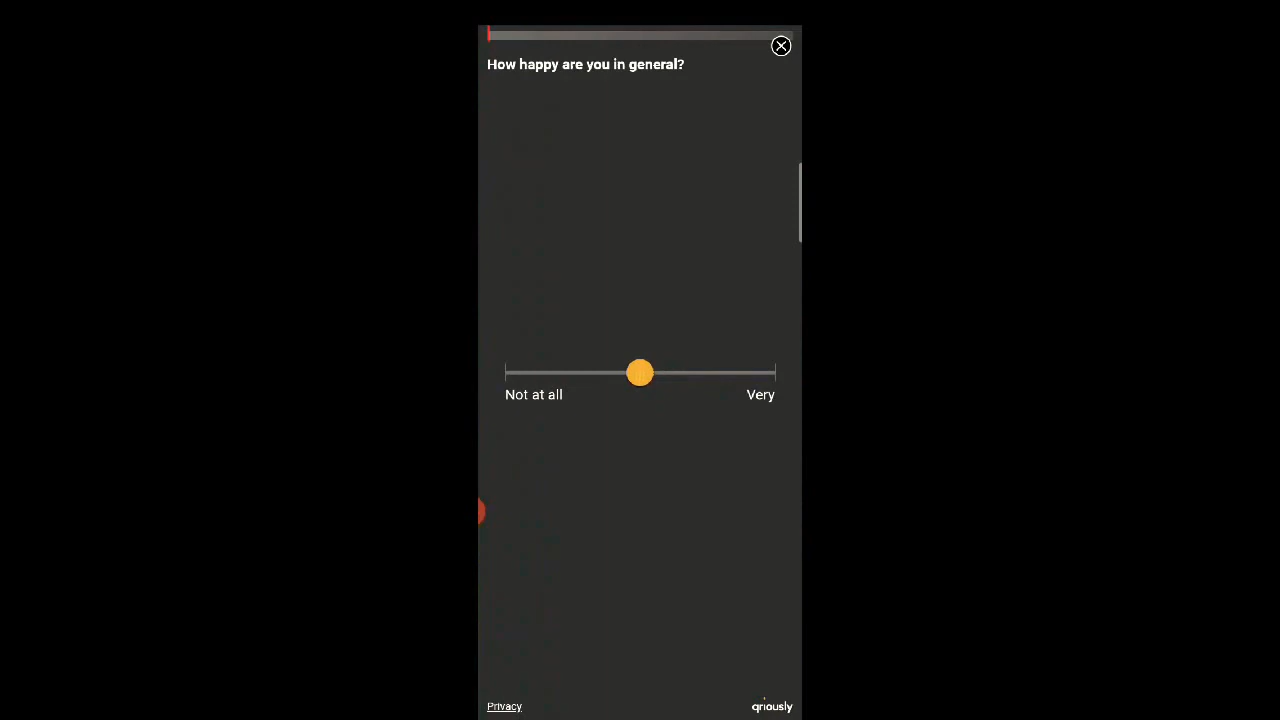 How happy are you in general?
Not at all
Very
Privacy
qriously